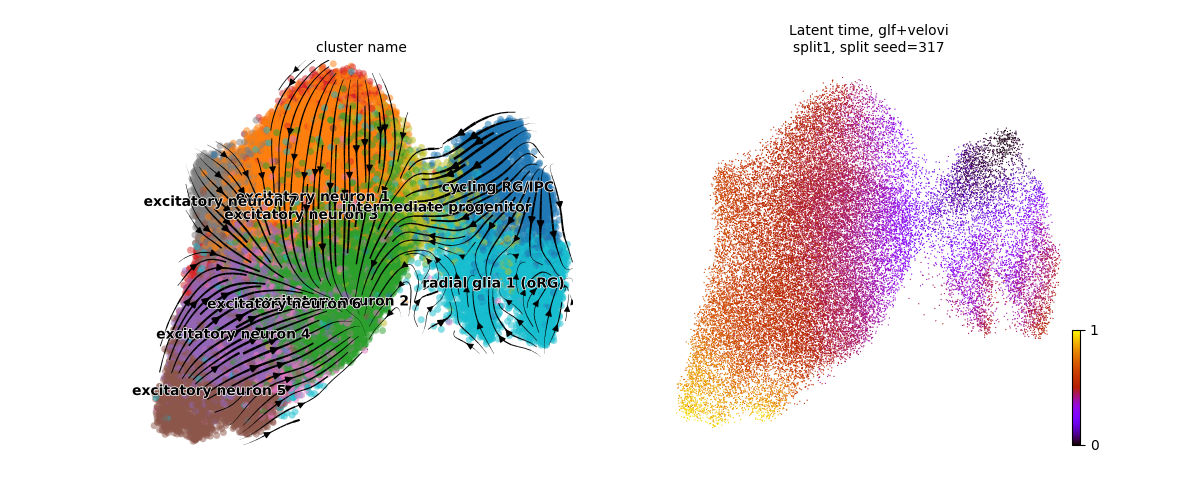 cluster name
Latent time, glf+velovi
split1, split seed=317
cycling RG/IPC
excitatory neuron 1
excitatory neuron 7
intermediate progenitor
excitatory neuron 3
radial glia 1 (oRG)
excitatory neuron 6
neuron 2
excitatory neuron 4
excitatory neuron 5
1
0